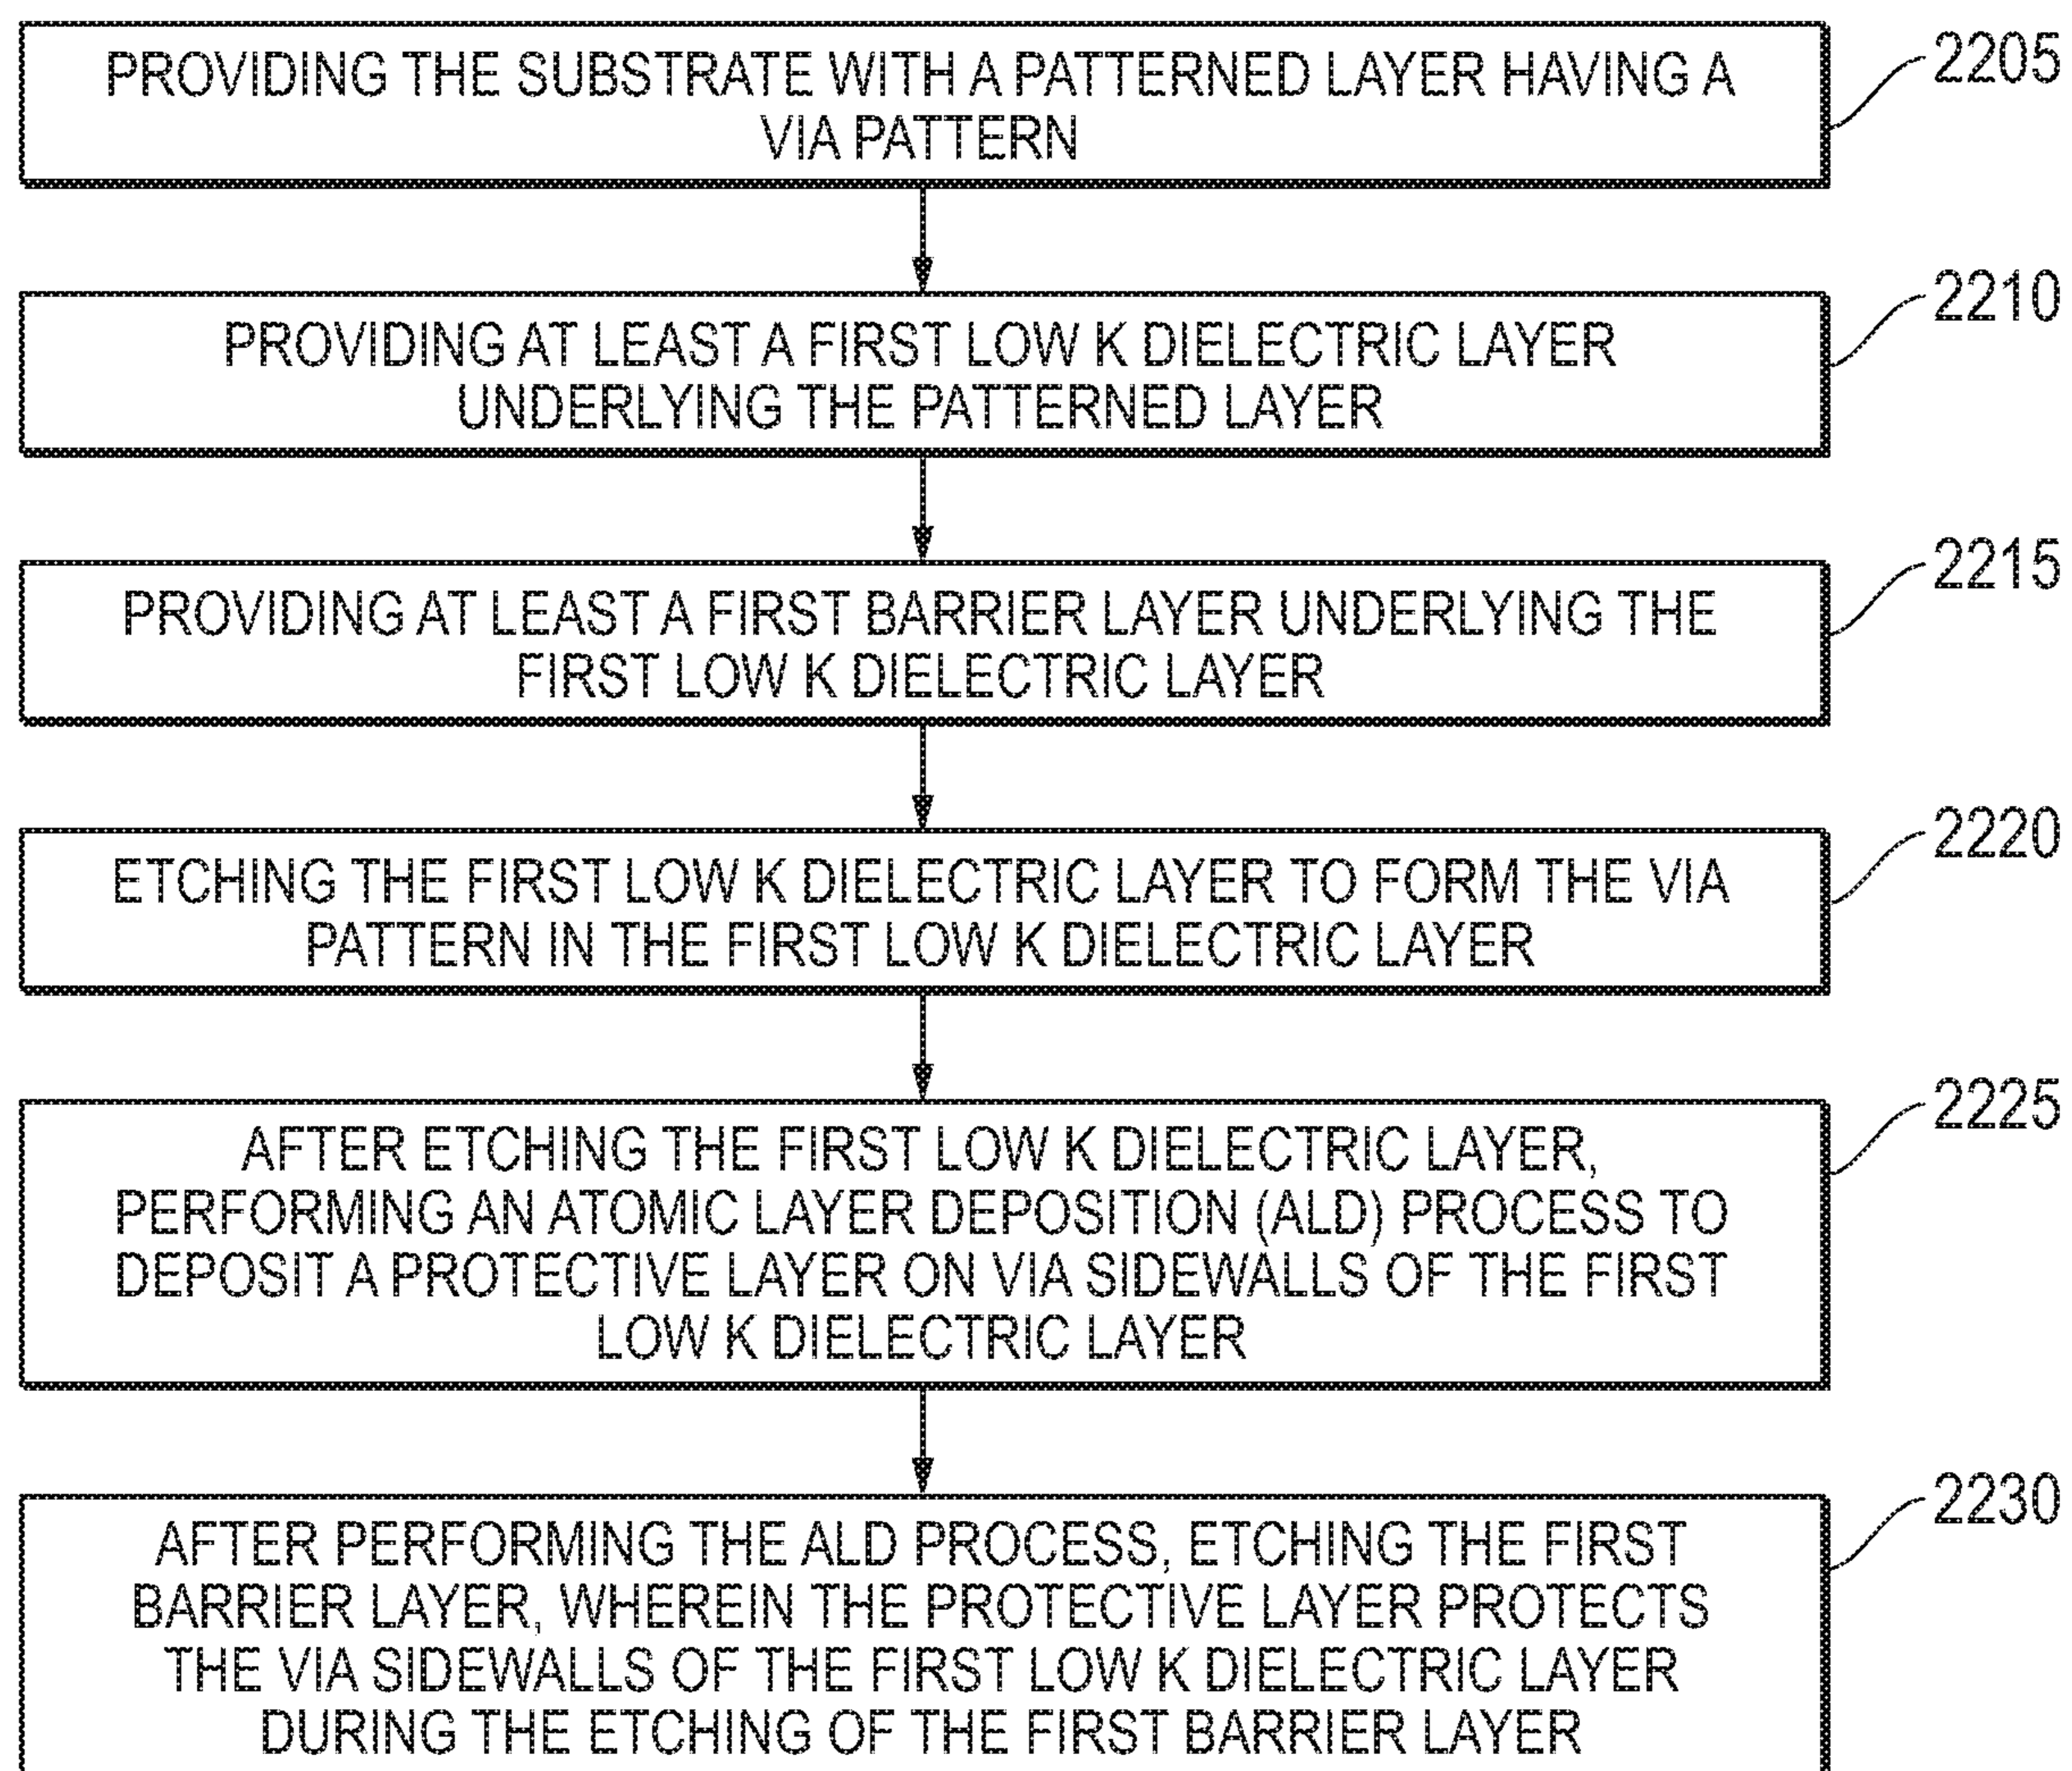 PROVIDING THE SUBSTRATE WITH A PATTERNED LAYER HAVING A
VIA PATTERN
2205
PROVIDING AT LEAST A FIRST LOW K DIELECTRIC LAYER
UNDERLYING THE PATTERNED LAYER
2210
PROVIDING AT LEAST A FIRST BARRIER LAYER UNDERLYING THE
FIRST LOW K DIELECTRIC LAYER
2215
ETCHING THE FIRST LOW K DIELECTRIC LAYER TO FORM THE VIA
PATTERN IN THE FIRST LOW K DIELECTRIC LAYER
2220
AFTER ETCHING THE FIRST LOW K DIELECTRIC LAYER,
PERFORMING AN ATOMIC LAYER DEPOSITION (ALD) PROCESS TO
DEPOSIT A PROTECTIVE LAYER ON VIA SIDEWALLS OF THE FIRST
LOW K DIELECTRIC LAYER
2225
AFTER PERFORMING THE ALD PROCESS, ETCHING THE FIRST
BARRIER LAYER, WHEREIN THE PROTECTIVE LAYER PROTECTS
THE VIA SIDEWALLS OF THE FIRST LOW K DIELECTRIC LAYER
DURING THE ETCHING OF THE FIRST BARRIER LAYER
2230